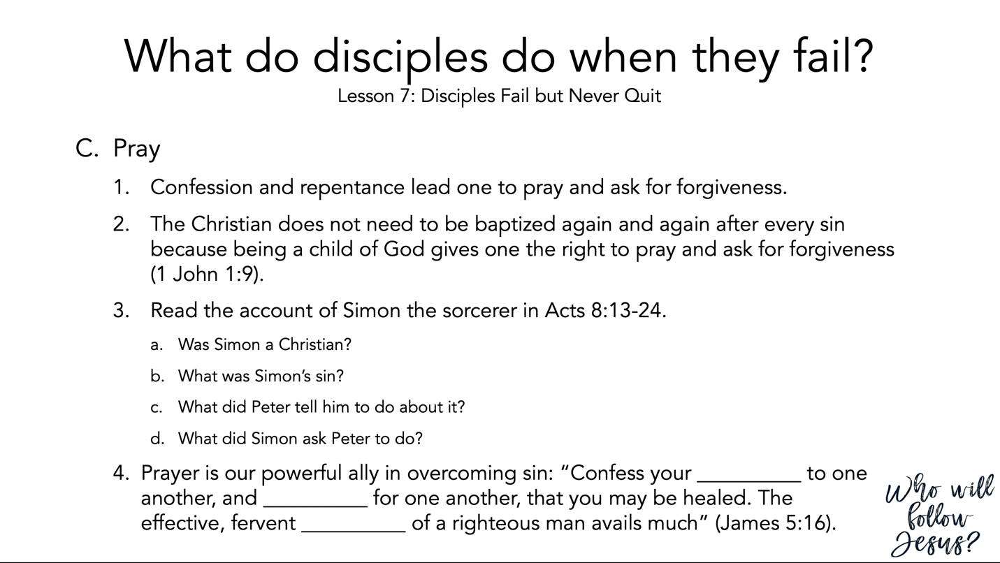 What do disciples do when they fail?
Lesson 7: Disciples Fail but Never Quit
C. Pray
1. Confession and repentance lead one to pray and ask for forgiveness.
2. The Christian does not need to be baptized again and again after every sin
because being a child of God gives one the right to pray and ask for forgiveness
(1 John 1:9).
3. Read the account of Simon the sorcerer in Acts 8:13-24.
a. Was Simon a Christian?
b. What was Simon’s sin?
c. What did Peter tell him to do about it?
d. What did Simon ask Peter to do?
4. Prayer is our powerful ally in overcoming sin: “Confess your __________ to one
another, and __________ for one another, that you may be healed. The
effective, fervent __________ of a righteous man avails much” (James 5:16).
Who will
follow
Jesus?